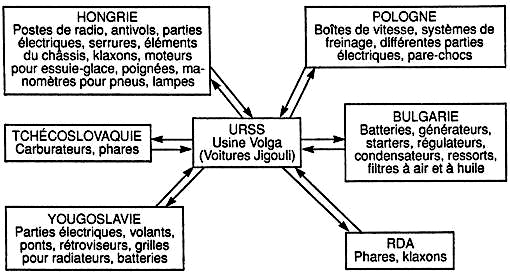 HONGRIE
Postes de radio, antivols, parties
électriques, serrures, éléments
du châssis, klaxons, moteurs
pour essuie-glace, poignées, ma-
nomètres pour pneus, lampes
POLOGNE
Boîtes de vitesse, systèmes de
freinage, différentes parties
électriques, pare-chocs
TCHÉCOSLOVAQUIE
Carburateurs, phares
URSS
Usine Volga
(Voitures Jigouli)
BULGARIE
Batteries, générateurs,
starters, régulateurs,
condensateurs, ressorts,
filtres à air et à huile
YOUGOSLAVIE
Parties électriques, volants,
ponts, rétroviseurs, grilles
pour radiateurs, batteries
RDA
Phares, klaxons